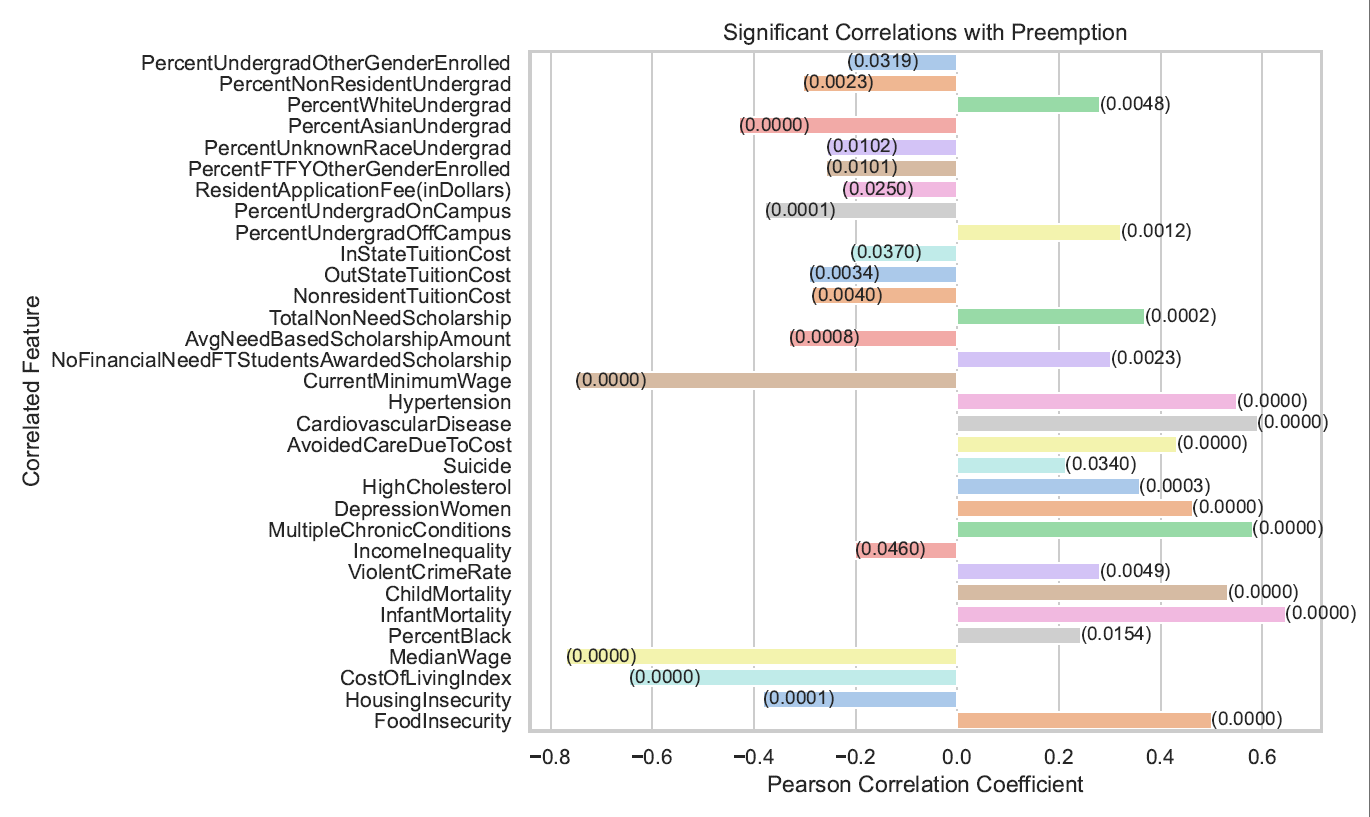 Significant Correlations with Preemption
Correlated Feature
PercentUndergradOtherGenderEnrolled (0.0319)
PercentNonResidentUndergrad (0.0023)
PercentWhiteUndergrad (0.0048)
PercentAsianUndergrad (0.0000)
PercentUnknownRaceUndergrad (0.0102)
PercentFTFYOtherGenderEnrolled (0.0101)
ResidentApplicationFee(inDollars) (0.0250)
PercentUndergradOnCampus (0.0001)
PercentUndergradOffCampus (0.0012)
InStateTuitionCost (0.0370)
OutStateTuitionCost (0.0034)
NonresidentTuitionCost (0.0040)
TotalNonNeedScholarship (0.0002)
AvgNeedBasedScholarshipAmount (0.0008)
NoFinancialNeedFTStudentsAwardedScholarship (0.0023)
CurrentMinimumWage (0.0000)
Hypertension (0.0000)
CardiovascularDisease (0.0000)
AvoidedCareDueToCost (0.0000)
Suicide (0.0340)
HighCholesterol (0.0003)
DepressionWomen (0.0000)
MultipleChronicConditions (0.0000)
IncomeInequality (0.0460)
ViolentCrimeRate (0.0049)
ChildMortality (0.0000)
InfantMortality (0.0000)
PercentBlack (0.0154)
MedianWage (0.0000)
CostOfLivingIndex (0.0000)
HousingInsecurity (0.0001)
FoodInsecurity (0.0000)
−0.8 −0.6 −0.4 −0.2 0.0 0.2 0.4 0.6
Pearson Correlation Coefficient